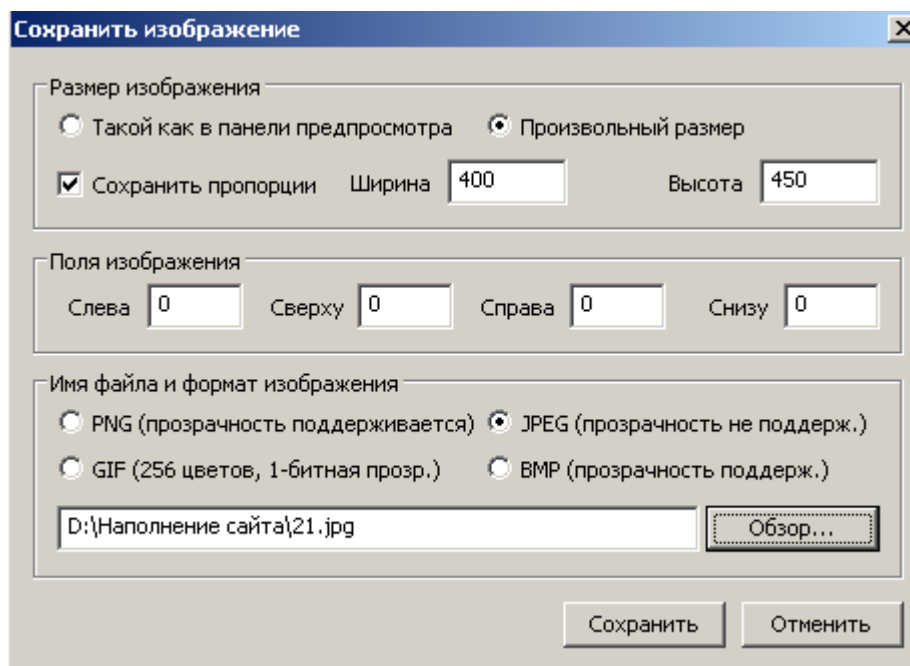 Сохранить изображение
Размер изображения
Такой как в панели предпросмотра Произвольный размер
Сохранить пропорции Ширина 400 Высота 450
Поля изображения
Слева 0 Сверху 0 Справа 0 Снизу 0
Имя файла и формат изображения
PNG (прозрачность поддерживается) JPEG (прозрачность не поддерж.)
GIF (256 цветов, 1-битная прозр.) BMP (прозрачность поддерж.)
D:\Наполнение сайта\21.jpg Обзор...
Сохранить Отменить